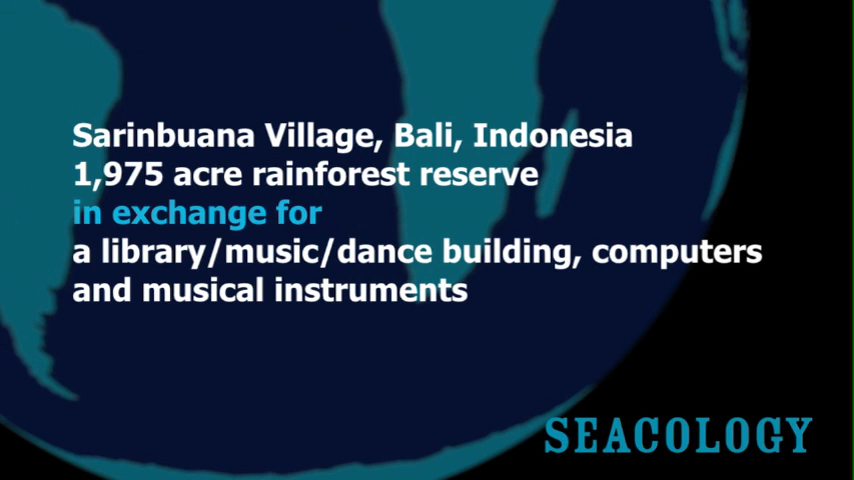 Sarinbuana Village, Bali, Indonesia
1,975 acre rainforest reserve
in exchange for
a library/music/dance building, computers
and musical instruments
SEACOLOGY